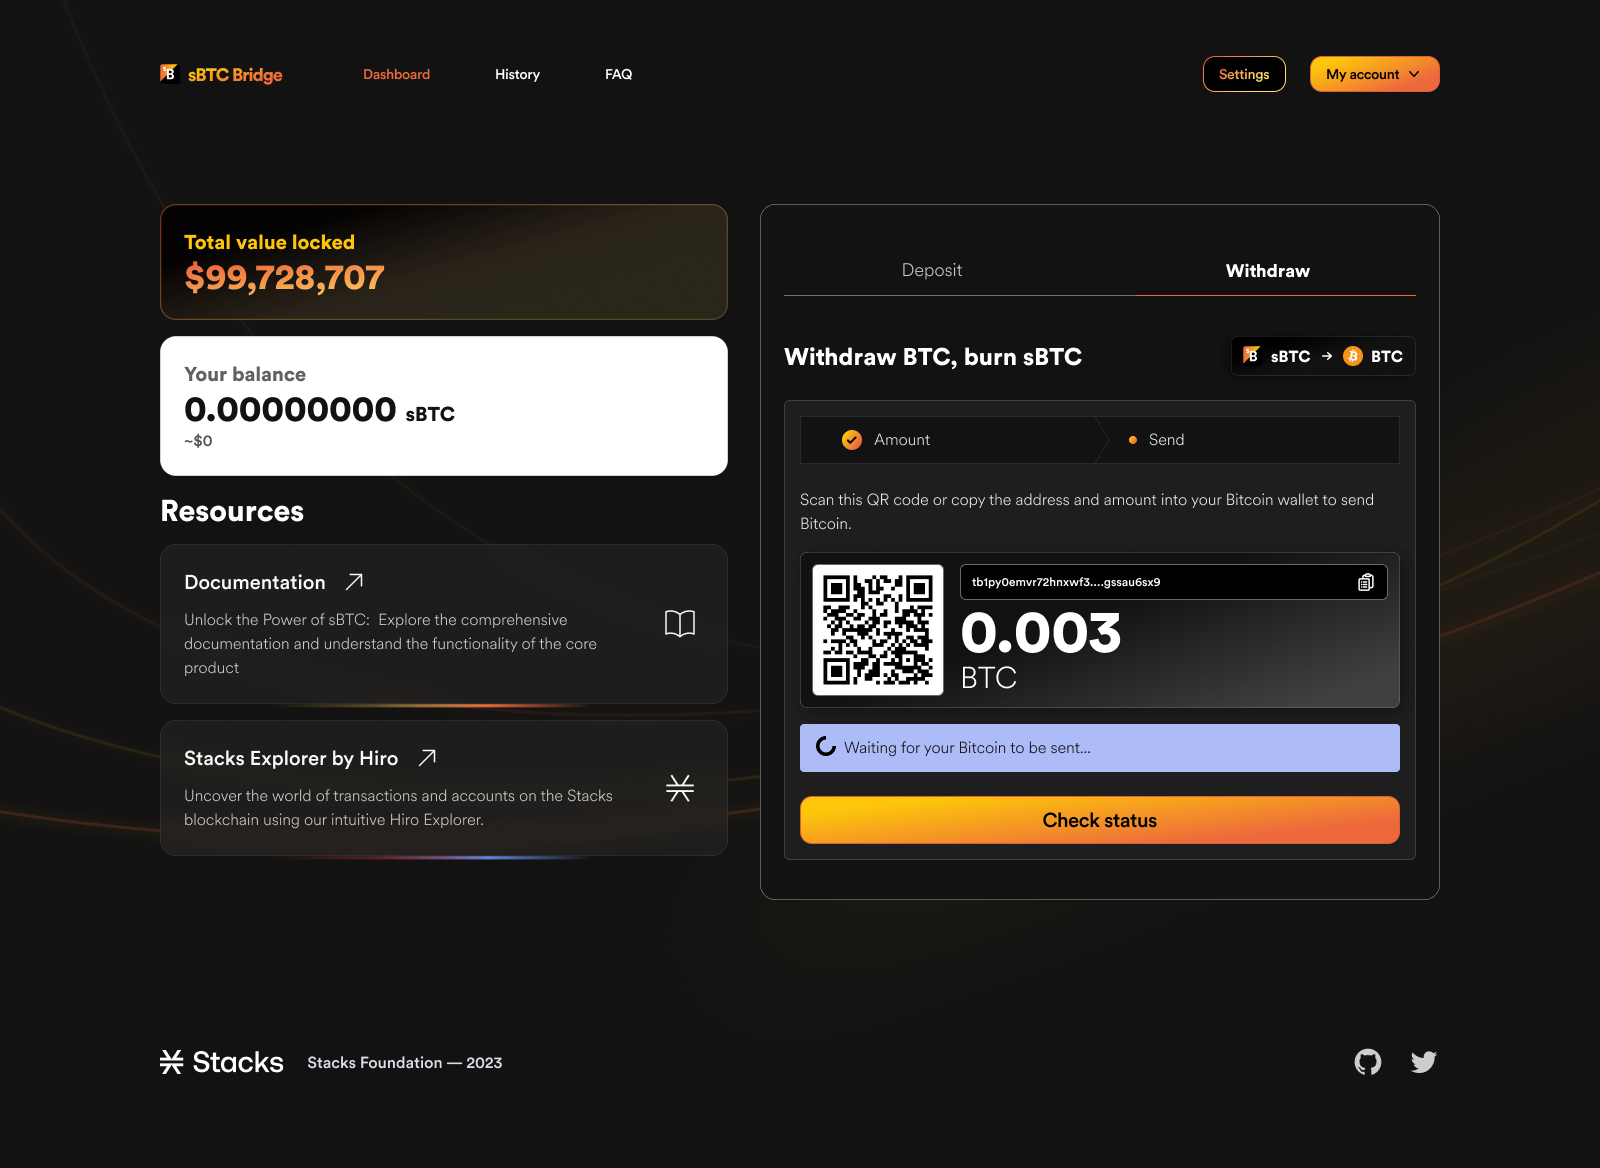 sBTC Bridge
Dashboard
History
FAQ
Settings
My account
Total value locked
$99,728,707
Your balance
0.00000000 sBTC
~$0
Resources
Documentation
Unlock the Power of sBTC:  Explore the comprehensive
documentation and understand the functionality of the core
product
Stacks Explorer by Hiro
Uncover the world of transactions and accounts on the Stacks
blockchain using our intuitive Hiro Explorer.
Deposit
Withdraw
Withdraw BTC, burn sBTC
sBTC → BTC
Amount
Send
Scan this QR code or copy the address and amount into your Bitcoin wallet to send
Bitcoin.
tb1py0emvr72hnxwf3....gssau6sx9
0.003
BTC
Waiting for your Bitcoin to be sent...
Check status
Stacks
Stacks Foundation — 2023